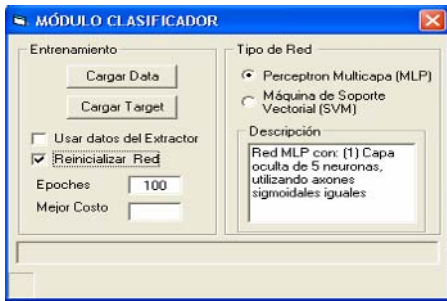 MÓDULO CLASIFICADOR
Entrenamiento
Cargar Data
Cargar Target
Usar datos del Extractor
Reinicializar Red
Epoches 100
Mejor Costo
Tipo de Red
Perceptron Multicapa (MLP)
Máquina de Soporte
Vectorial (SVM)
Descripción
Red MLP con: (1) Capa
oculta de 5 neuronas,
utilizando axones
sigmoidales iguales